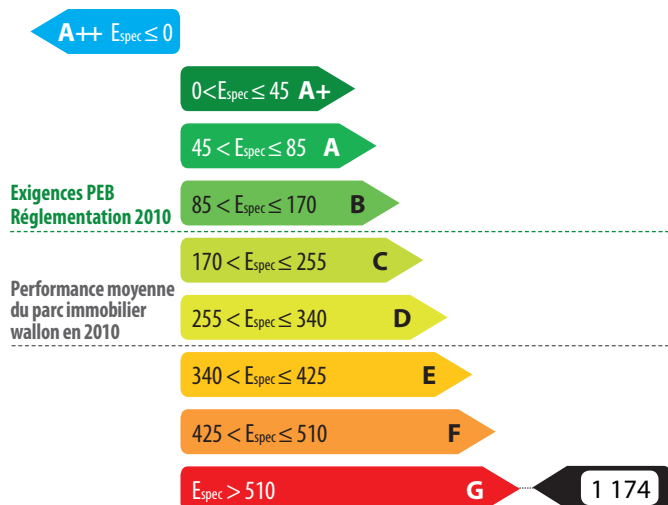 A++ Espec ≤ 0
0<Espec ≤ 45 A+
45 < Espec ≤ 85 A
Exigences PEB
Réglementation 2010
85 < Espec ≤ 170 B
170 < Espec ≤ 255 C
Performance moyenne
du parc immobilier
wallon en 2010
255 < Espec ≤ 340 D
340 < Espec ≤ 425 E
425 < Espec ≤ 510 F
Espec > 510 G
1 174